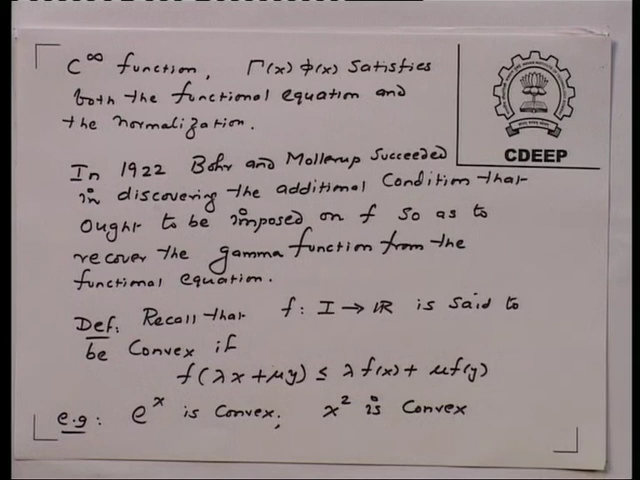 C∞ function, Γ(x) φ(x) Satisfies
both the functional equation and
the normalization.
CDEEP
In 1922 Bohr and Mollerup Succeeded
in discovering the additional Condition that
ought to be imposed on f so as to
recover the gamma function from the
functional equation.
Def: Recall that f: I → IR is said to
be Convex if
f(λx + μy) ≤ λf(x) + μf(y)
e.g: e^x is Convex; x² is Convex